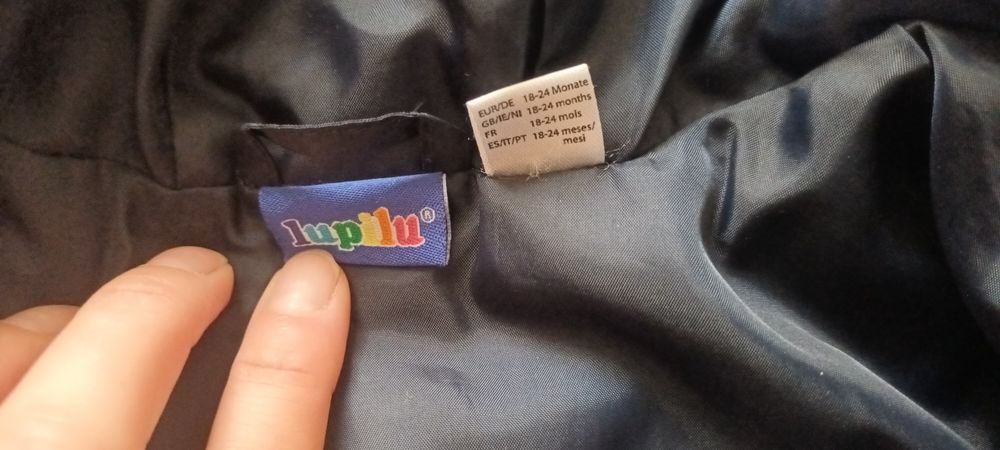 lupilu®
EUR/DE 18-24 Monate
GB/IE/NI 18-24 months
FR 18-24 mois
ES/IT/PT 18-24 meses/
mesi